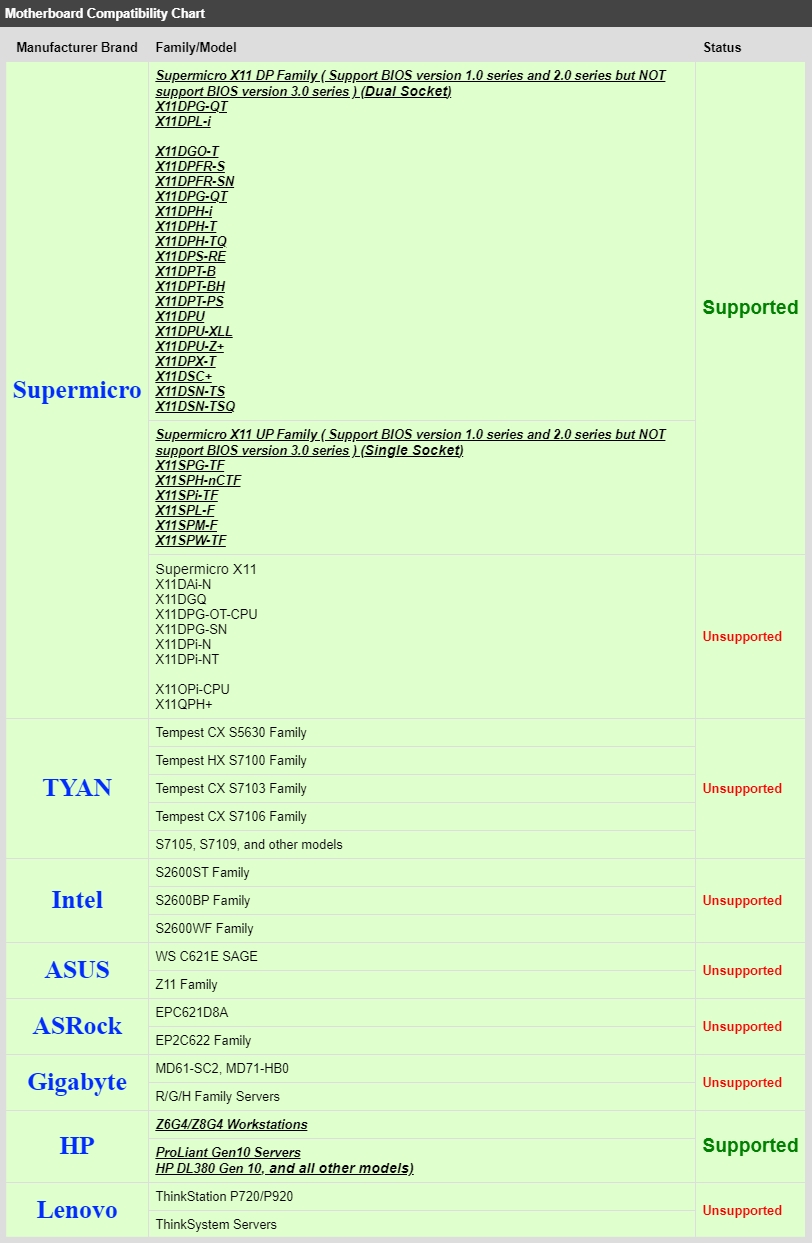 Motherboard Compatibility Chart
Manufacturer Brand Family/Model Status
Supermicro
Supermicro X11 DP Family ( Support BIOS version 1.0 series and 2.0 series but NOT
support BIOS version 3.0 series ) (Dual Socket)
X11DPG-QT
X11DPL-i
X11DGO-T
X11DPFR-S
X11DPFR-SN
X11DPG-QT
X11DPH-i
X11DPH-T
X11DPH-TQ
X11DPS-RE
X11DPT-B
X11DPT-BH
X11DPT-PS
X11DPU
X11DPU-XLL
X11DPU-Z+
X11DPX-T
X11DSC+
X11DSN-TS
X11DSN-TSQ
Supermicro X11 UP Family ( Support BIOS version 1.0 series and 2.0 series but NOT
support BIOS version 3.0 series ) (Single Socket)
X11SPG-TF
X11SPH-nCTF
X11SPi-TF
X11SPL-F
X11SPM-F
X11SPW-TF
Supported
Supermicro X11
X11DAi-N
X11DGQ
X11DPG-OT-CPU
X11DPG-SN
X11DPi-N
X11DPi-NT
X11OPi-CPU
X11QPH+
Unsupported
TYAN
Tempest CX S5630 Family
Tempest HX S7100 Family
Tempest CX S7103 Family
Tempest CX S7106 Family
S7105, S7109, and other models
Unsupported
Intel
S2600ST Family
S2600BP Family
S2600WF Family
Unsupported
ASUS
WS C621E SAGE
Z11 Family
Unsupported
ASRock
EPC621D8A
EP2C622 Family
Unsupported
Gigabyte
MD61-SC2, MD71-HB0
R/G/H Family Servers
Unsupported
HP
Z6G4/Z8G4 Workstations
ProLiant Gen10 Servers
HP DL380 Gen 10, and all other models)
Supported
Lenovo
ThinkStation P720/P920
ThinkSystem Servers
Unsupported